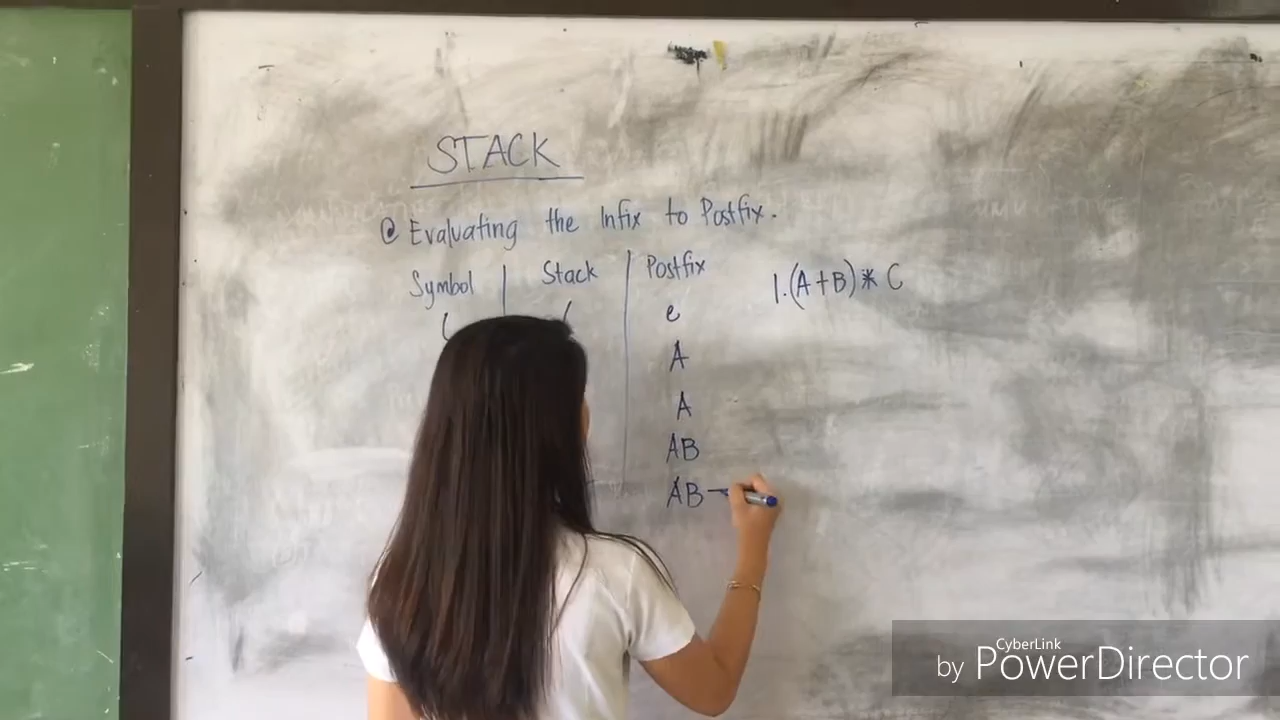 STACK
@ Evaluating the Infix to Postfix.
Symbol Stack Postfix 1.(A+B)* C
( ( e
A
A
AB
AB
CyberLink
by PowerDirector